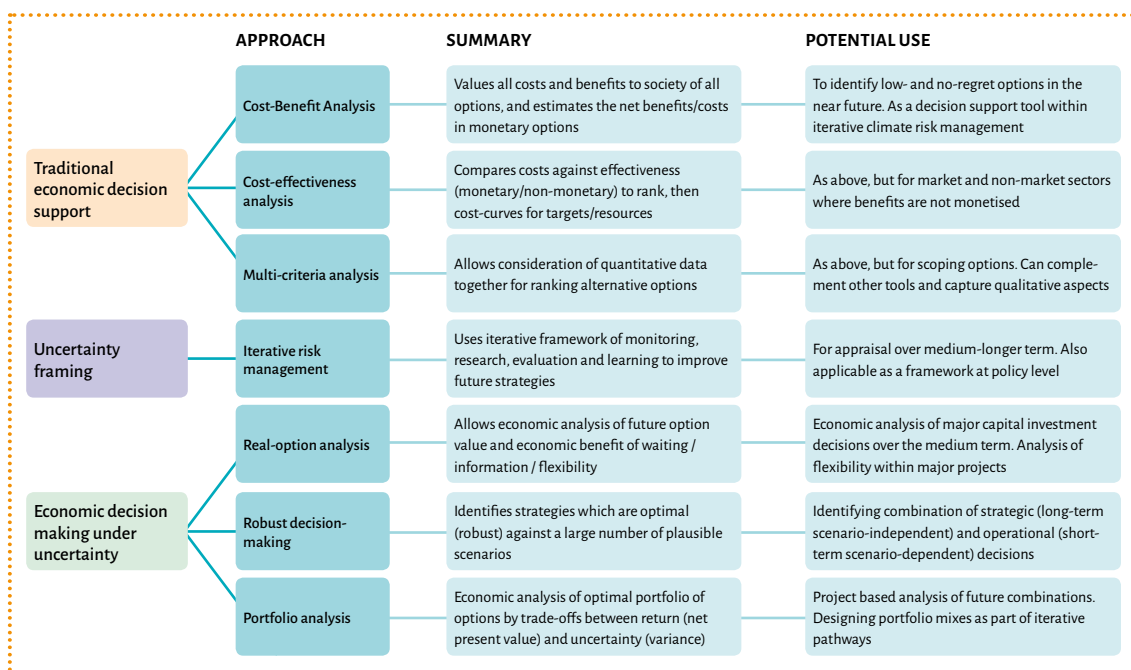 APPROACH
SUMMARY
POTENTIAL USE
Traditional
economic decision
support
Cost-Benefit Analysis
Values all costs and benefits to society of all
options, and estimates the net benefits/costs
in monetary options
To identify low- and no-regret options in the
near future. As a decision support tool within
iterative climate risk management
Cost-effectiveness
analysis
Compares costs against effectiveness
(monetary/non-monetary) to rank, then
cost-curves for targets/resources
As above, but for market and non-market sectors
where benefits are not monetised
Multi-criteria analysis
Allows consideration of quantitative data
together for ranking alternative options
As above, but for scoping options. Can comple-
ment other tools and capture qualitative aspects
Uncertainty
framing
Iterative risk
management
Uses iterative framework of monitoring,
research, evaluation and learning to improve
future strategies
For appraisal over medium-longer term. Also
applicable as a framework at policy level
Economic decision
making under
uncertainty
Real-option analysis
Allows economic analysis of future option
value and economic benefit of waiting /
information / flexibility
Economic analysis of major capital investment
decisions over the medium term. Analysis of
flexibility within major projects
Robust decision-
making
Identifies strategies which are optimal
(robust) against a large number of plausible
scenarios
Identifying combination of strategic (long-term
scenario-independent) and operational (short-
term scenario-dependent) decisions
Portfolio analysis
Economic analysis of optimal portfolio of
options by trade-offs between return (net
present value) and uncertainty (variance)
Project based analysis of future combinations.
Designing portfolio mixes as part of iterative
pathways